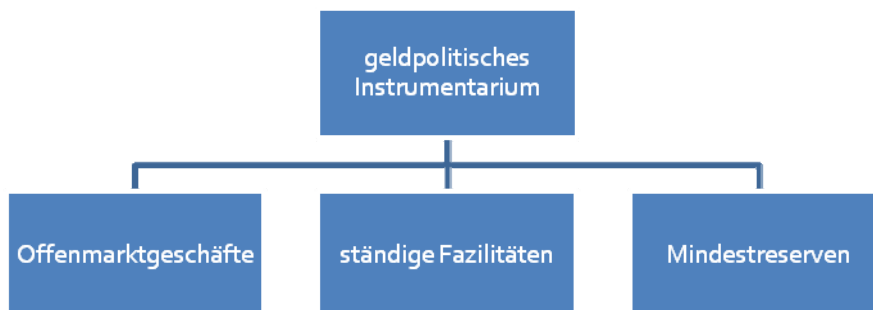 geldpolitisches
Instrumentarium
Offenmarktgeschäfte
ständige Fazilitäten
Mindestreserven